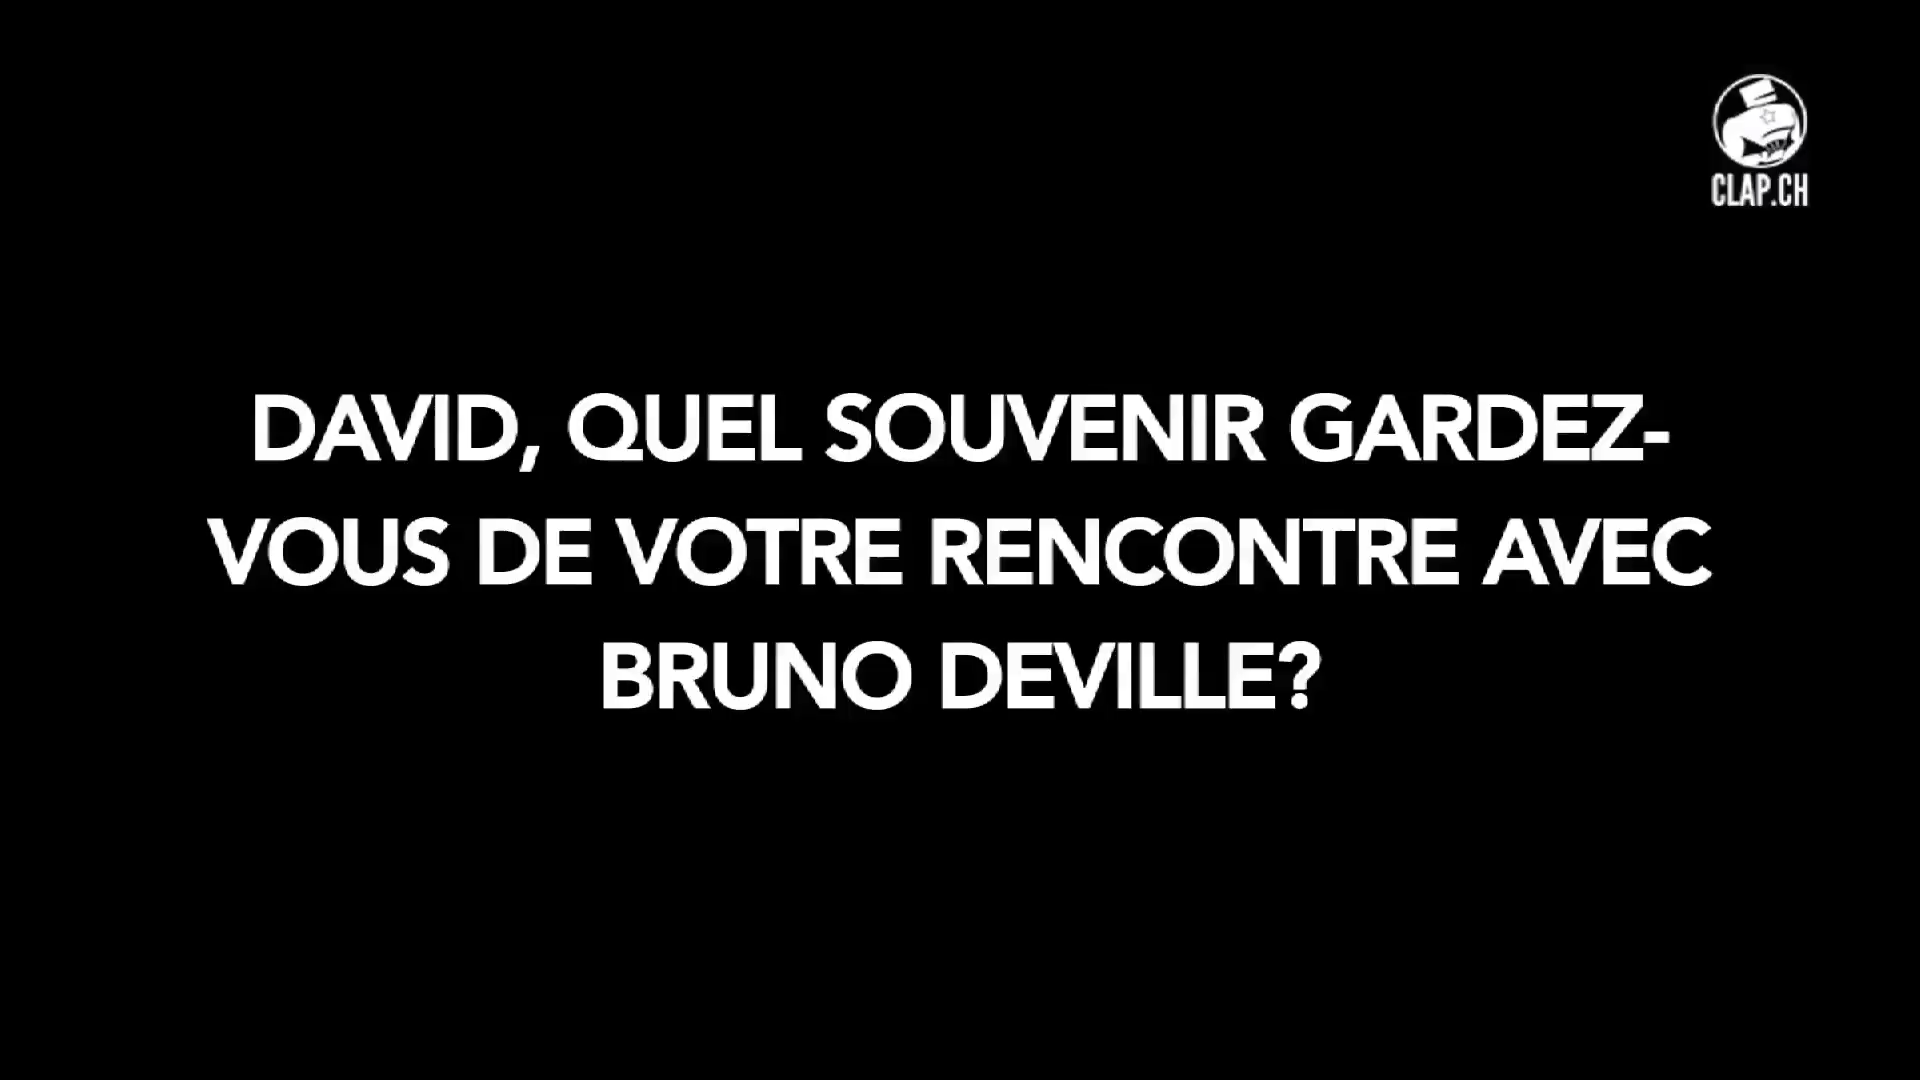 CLAP.CH
DAVID, QUEL SOUVENIR GARDEZ-
VOUS DE VOTRE RENCONTRE AVEC
BRUNO DEVILLE?